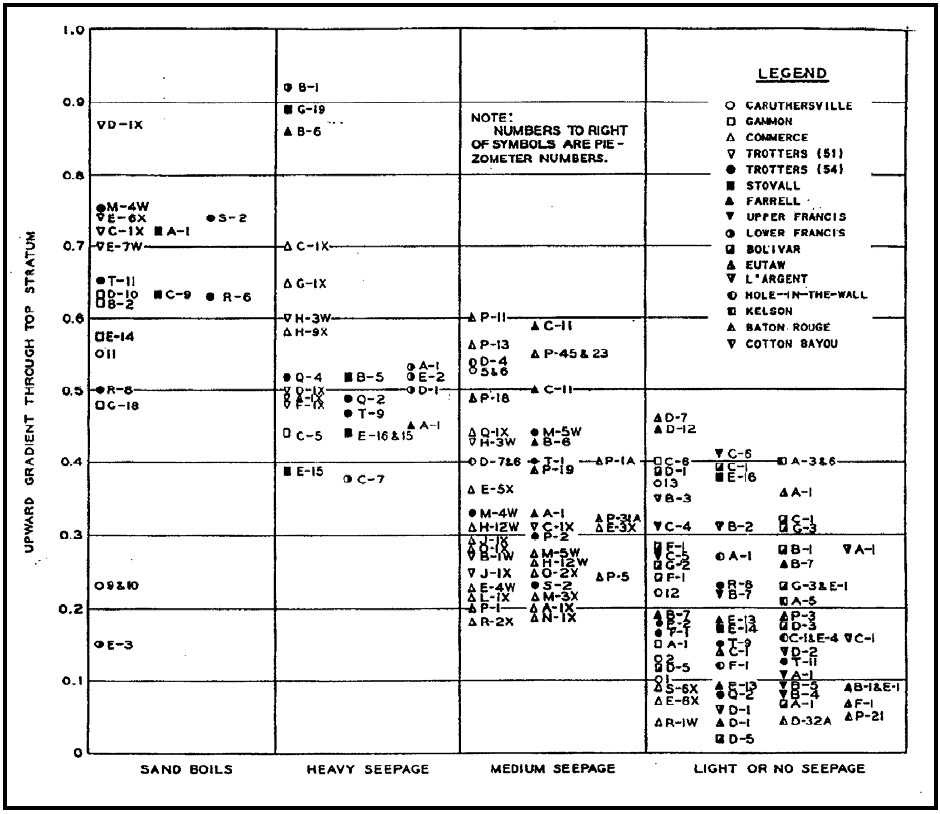 1.0
0.9
0.8
0.7
0.6
0.5
0.4
0.3
0.2
0.1
0
UPWARD GRADIENT THROUGH TOP STRATUM
D-1X
M-4W
E-6X S-2
C-1X A-1
E-7W
T-11
D-10 C-9 R-6
B-2
E-14
11
R-8
G-18
9&10
E-3
SAND BOILS
B-1
G-19
B-6
C-1X
G-1X
H-3W
H-9X
A-1
Q-4 B-5 E-2
D-1X D-1
A-1X Q-2
F-1X T-9
A-1
C-5 E-16&15
E-15
C-7
HEAVY SEEPAGE
NOTE:
NUMBERS TO RIGHT
OF SYMBOLS ARE PIE-
ZOMETER NUMBERS.
P-11
C-11
P-13
P-45&23
D-4
5&6
C-11
P-18
Q-1X M-5W
H-3W B-6
D-7&6 T-1 P-1A
P-19
E-5X
M-4W A-1 P-31A
H-12W C-1X E-3X
P-2
J-1X
O-1X M-5W
B-1W H-12W
J-1X O-2X P-5
E-4W S-2
L-1X M-3X
P-1 A-1X
R-2X N-1X
MEDIUM SEEPAGE
LEGEND
CARUTHERSVILLE
GAMMON
COMMERCE
TROTTERS (51)
TROTTERS (54)
STOVALL
FARRELL
UPPER FRANCIS
LOWER FRANCIS
BOLIVAR
EUTAW
L'ARGENT
HOLE-IN-THE-WALL
KELSON
BATON ROUGE
COTTON BAYOU
D-7
D-12
C-6
C-6 C-1 A-3&6
D-1 E-16
13
B-3 A-1
C-1
C-4 B-2 G-3
E-1 B-1 A-1
C-5 A-1
G-2 B-7
F-1
R-8 G-3&E-1
12 B-7
A-5
B-7 E-13 P-3
P-2 E-14 D-3
T-1
A-1 T-9 C-1&E-4 C-1
C-1 D-2
2
D-5 F-1 T-11
1 A-1
S-6X E-13 B-5 B-1&E-1
Q-2 B-4
E-6X A-1 F-1
D-1
R-1W D-1 D-32A P-21
D-5
LIGHT OR NO SEEPAGE